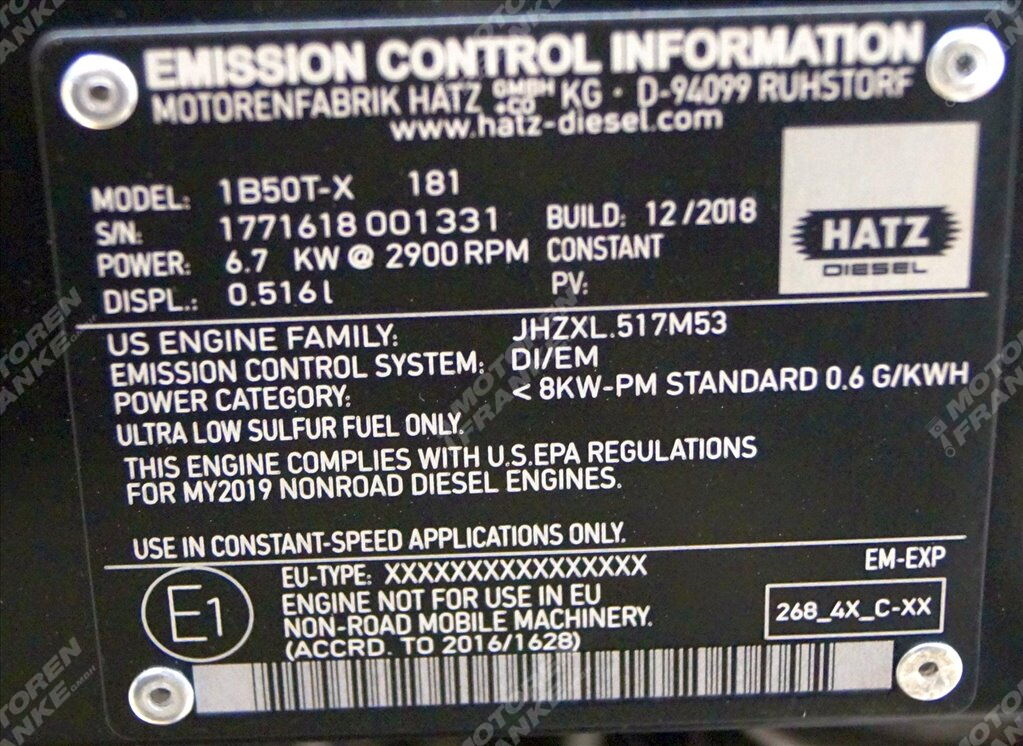 EMISSION CONTROL INFORMATION
MOTORENFABRIK HATZ GMBH +CO KG · D-94099 RUHSTORF
www.hatz-diesel.com
MODEL: 1B50T-X 181
S/N: 1771618 001331 BUILD: 12/2018
POWER: 6.7 KW @ 2900 RPM CONSTANT
DISPL.: 0.516 l PV:
HATZ
DIESEL
US ENGINE FAMILY: JHZXL.517M53
EMISSION CONTROL SYSTEM: DI/EM
POWER CATEGORY: < 8KW-PM STANDARD 0.6 G/KWH
ULTRA LOW SULFUR FUEL ONLY.
THIS ENGINE COMPLIES WITH U.S.EPA REGULATIONS
FOR MY2019 NONROAD DIESEL ENGINES.
USE IN CONSTANT-SPEED APPLICATIONS ONLY.
E1
EU-TYPE: XXXXXXXXXXXXXXXX
ENGINE NOT FOR USE IN EU
NON-ROAD MOBILE MACHINERY.
(ACCRD. TO 2016/1628)
EM-EXP
268_4X_C-XX
MOTOREN
FRANKE